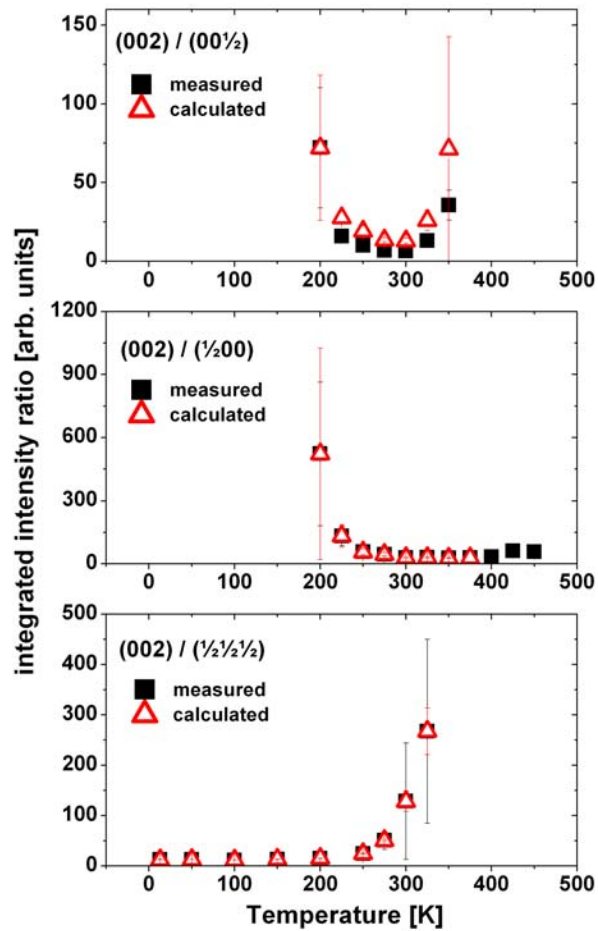 (002) / (00½)
measured
calculated
150
100
50
25
0
0 100 200 300 400 500
(002) / (½00)
measured
calculated
1200
900
600
300
0
0 100 200 300 400 500
(002) / (½½½)
measured
calculated
500
400
300
200
100
0
0 100 200 300 400 500
integrated intensity ratio [arb. units]
Temperature [K]